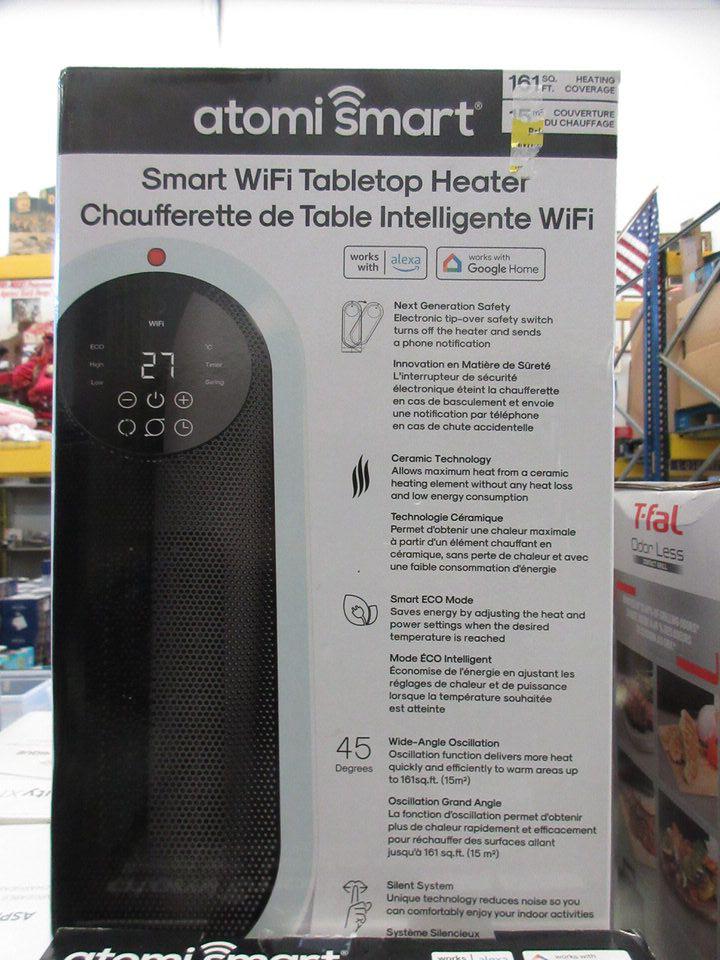 atomi smart®
161 SQ. FT. HEATING COVERAGE
15 m² COUVERTURE DU CHAUFFAGE
Smart WiFi Tabletop Heater
Chaufferette de Table Intelligente WiFi
works with alexa
works with Google Home
WiFi
ECO
High
Low
27
°C
Timer
Swing
Next Generation Safety
Electronic tip-over safety switch
turns off the heater and sends
a phone notification
Innovation en Matière de Sûreté
L'interrupteur de sécurité
électronique éteint la chaufferette
en cas de basculement et envoie
une notification par téléphone
en cas de chute accidentelle
Ceramic Technology
Allows maximum heat from a ceramic
heating element without any heat loss
and low energy consumption
Technologie Céramique
Permet d'obtenir une chaleur maximale
à partir d'un élément chauffant en
céramique, sans perte de chaleur et avec
une faible consommation d'énergie
Smart ECO Mode
Saves energy by adjusting the heat and
power settings when the desired
temperature is reached
Mode ÉCO Intelligent
Économise de l'énergie en ajustant les
réglages de chaleur et de puissance
lorsque la température souhaitée
est atteinte
45
Degrees
Wide-Angle Oscillation
Oscillation function delivers more heat
quickly and efficiently to warm areas up
to 161sq.ft. (15m²)
Oscillation Grand Angle
La fonction d'oscillation permet d'obtenir
plus de chaleur rapidement et efficacement
pour réchauffer des surfaces allant
jusqu'à 161 sq.ft. (15 m²)
Silent System
Unique technology reduces noise so you
can comfortably enjoy your indoor activities
Système Silencieux
atomi smart
works alexa
works with
T-fal
Odor Less
ASP